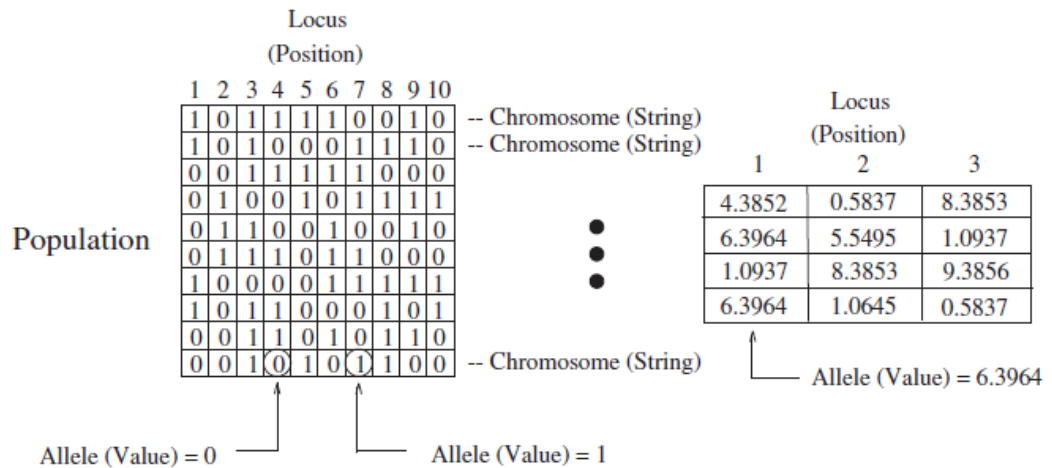 Locus
(Position)
1 2 3 4 5 6 7 8 9 10
1 0 1 1 1 1 0 0 1 0 -- Chromosome (String)
1 0 1 0 0 0 1 1 1 0 -- Chromosome (String)
0 0 1 1 1 1 1 0 0 0
0 1 0 0 1 0 1 1 1 1
0 1 1 0 0 1 0 0 1 0
0 1 1 1 0 1 1 0 0 0
1 0 0 0 0 1 1 1 1 1
1 0 1 1 0 0 0 1 0 1
0 0 1 1 0 1 0 1 1 0
0 0 1 0 1 0 1 1 0 0 -- Chromosome (String)
Population
Allele (Value) = 0
Allele (Value) = 1
Locus
(Position)
1 2 3
4.3852 0.5837 8.3853
6.3964 5.5495 1.0937
1.0937 8.3853 9.3856
6.3964 1.0645 0.5837
Allele (Value) = 6.3964